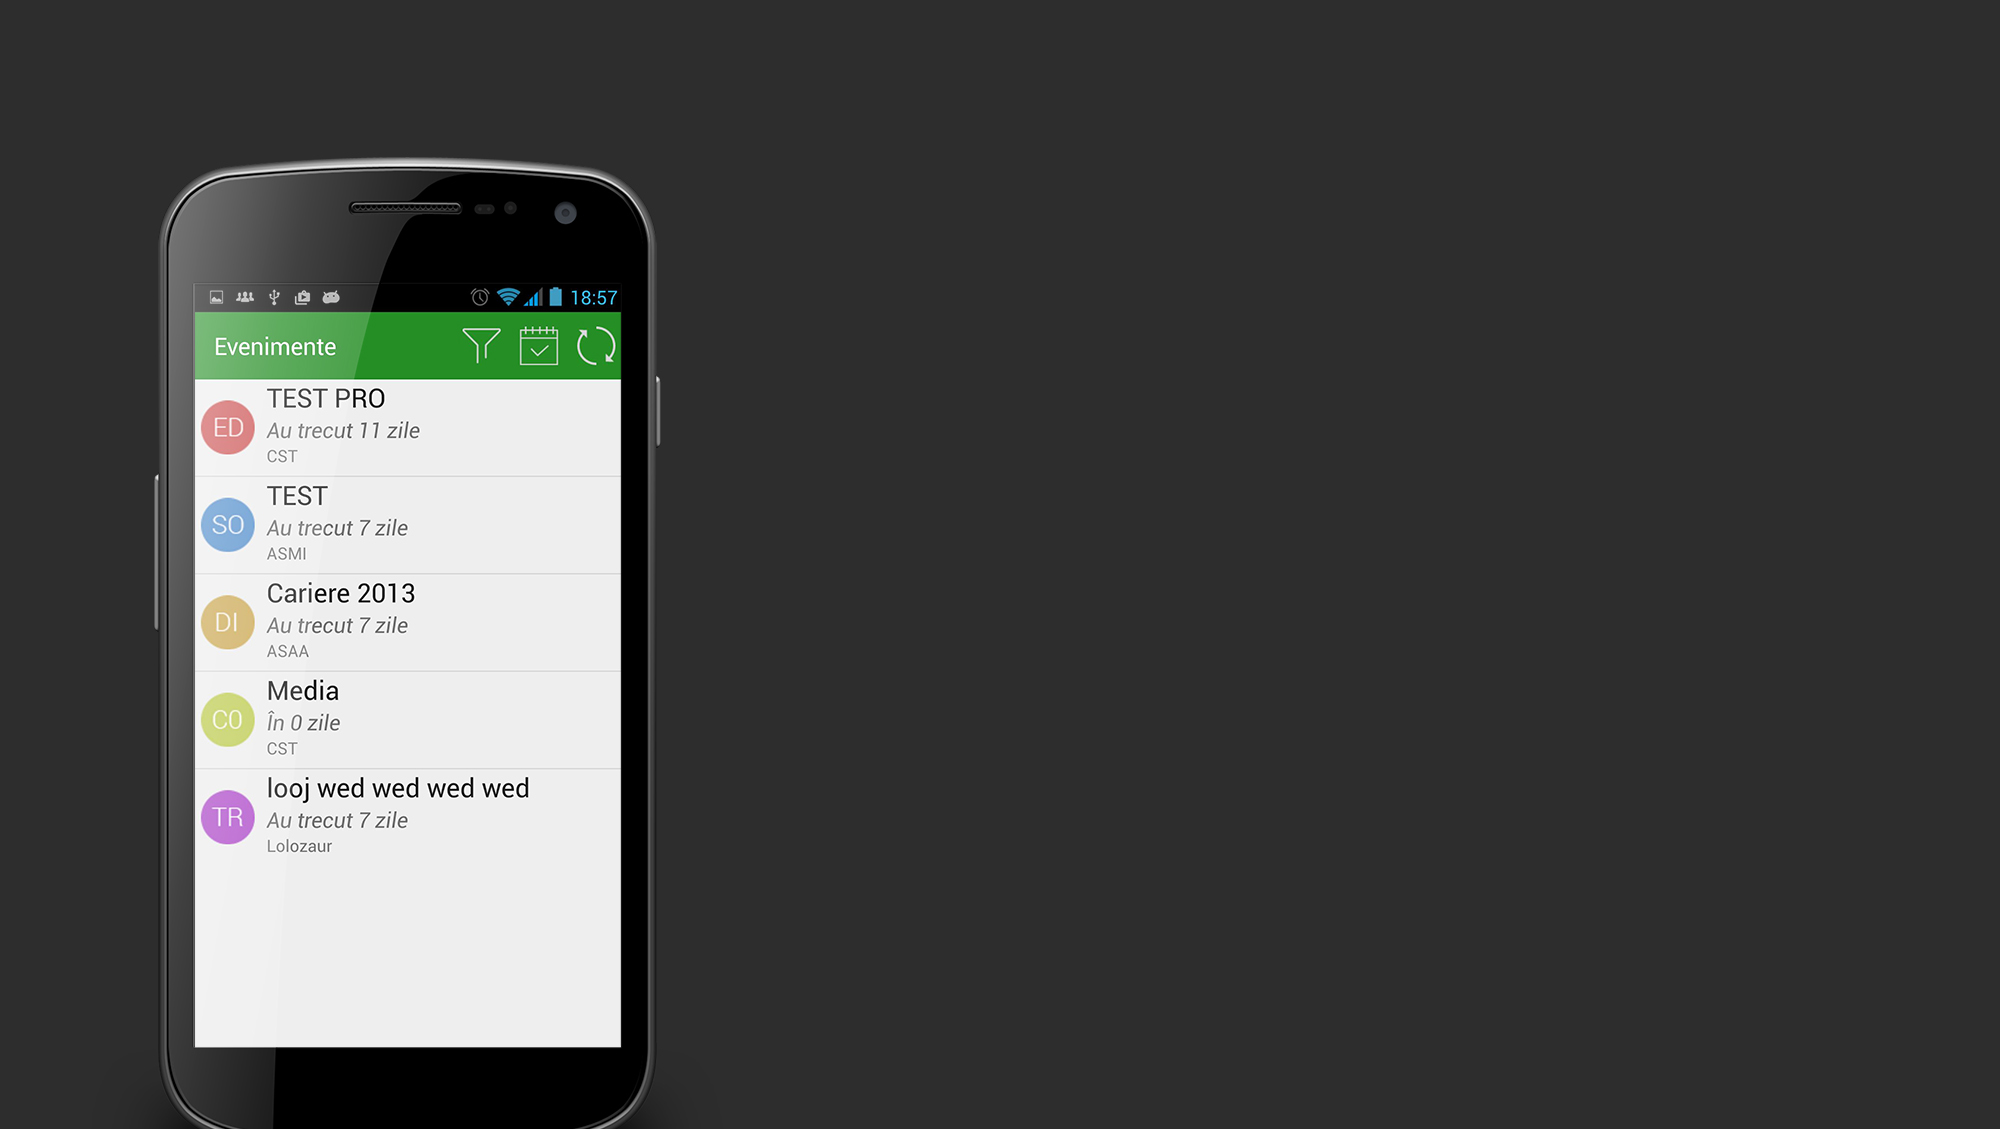 18:57
Evenimente
ED
TEST PRO
Au trecut 11 zile
CST
SO
TEST
Au trecut 7 zile
ASMI
DI
Cariere 2013
Au trecut 7 zile
ASAA
C0
Media
În 0 zile
CST
TR
looj wed wed wed wed
Au trecut 7 zile
Lolozaur